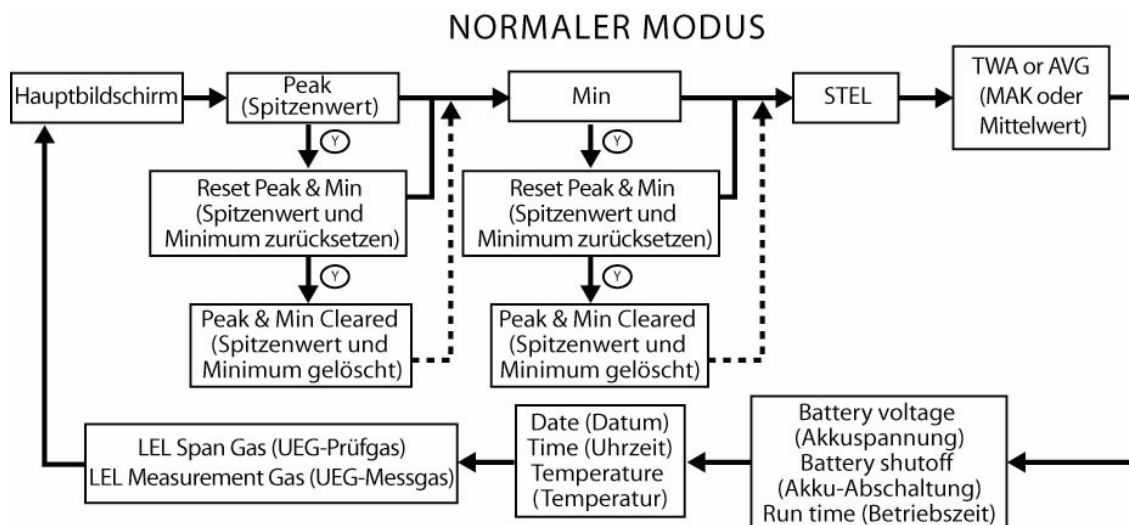 NORMALER MODUS
Hauptbildschirm
Peak
(Spitzenwert)
Min
STEL
TWA or AVG
(MAK oder
Mittelwert)
Y
Y
Reset Peak & Min
(Spitzenwert und
Minimum zurücksetzen)
Reset Peak & Min
(Spitzenwert und
Minimum zurücksetzen)
Y
Y
Peak & Min Cleared
(Spitzenwert und
Minimum gelöscht)
Peak & Min Cleared
(Spitzenwert und
Minimum gelöscht)
Battery voltage
(Akkuspannung)
Battery shutoff
(Akku-Abschaltung)
Run time (Betriebszeit)
Date (Datum)
Time (Uhrzeit)
Temperature
(Temperatur)
LEL Span Gas (UEG-Prüfgas)
LEL Measurement Gas (UEG-Messgas)